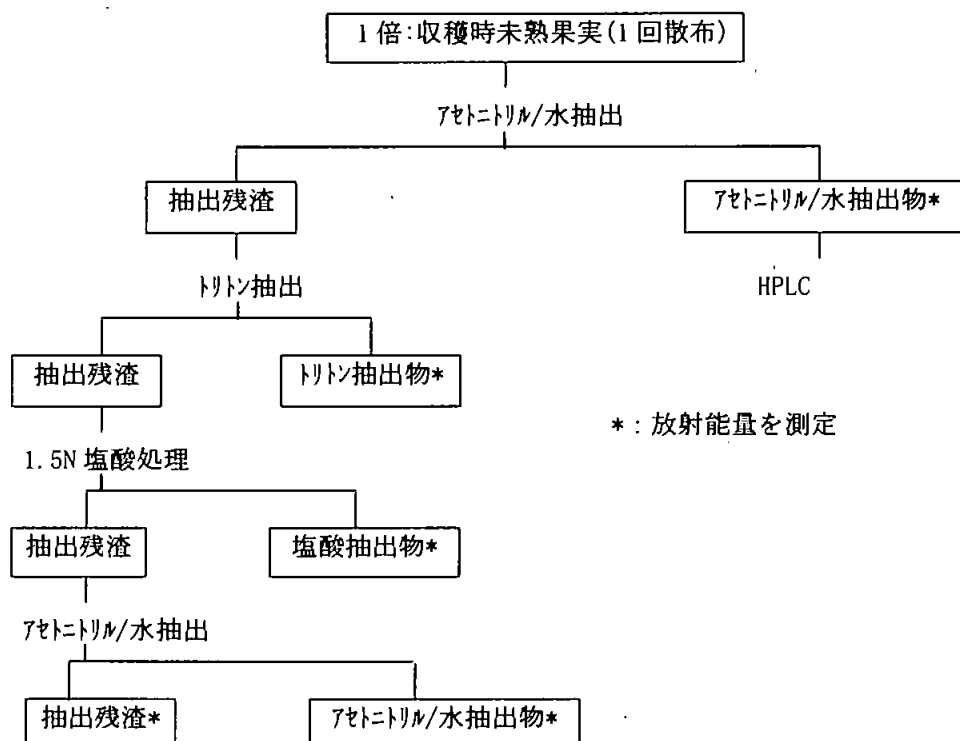 1倍:収穫時未熟果実(1回散布)
ｱｾﾄﾆﾄﾘﾙ/水抽出
抽出残渣
ｱｾﾄﾆﾄﾘﾙ/水抽出物*
ﾄﾘﾄﾝ抽出
HPLC
抽出残渣
ﾄﾘﾄﾝ抽出物*
*：放射能量を測定
1.5N 塩酸処理
抽出残渣
塩酸抽出物*
ｱｾﾄﾆﾄﾘﾙ/水抽出
抽出残渣*
ｱｾﾄﾆﾄﾘﾙ/水抽出物*